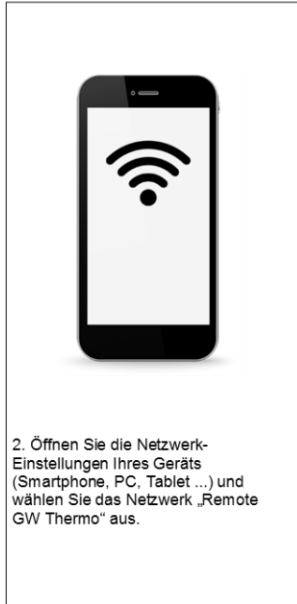 2. Öffnen Sie die Netzwerk-
Einstellungen Ihres Geräts
(Smartphone, PC, Tablet ...) und
wählen Sie das Netzwerk „Remote
GW Thermo“ aus.